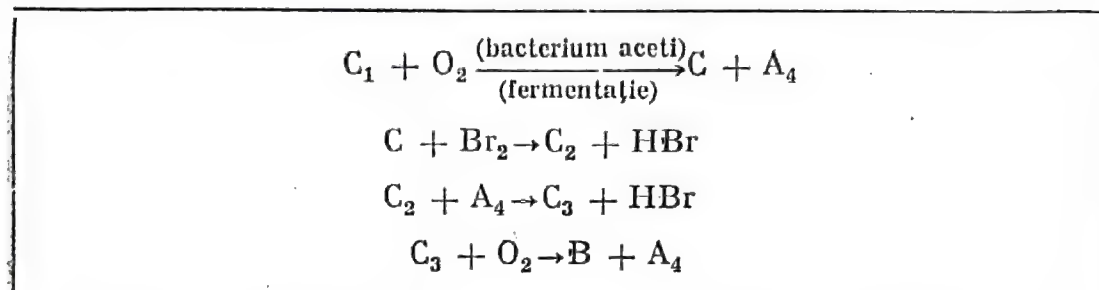 C₁ + O₂ (bacterium aceti) → (fermentație) C + A₄
C + Br₂→C₂ + HBr
C₂ + A₄→C₃ + HBr
C₃ + O₂→B + A₄